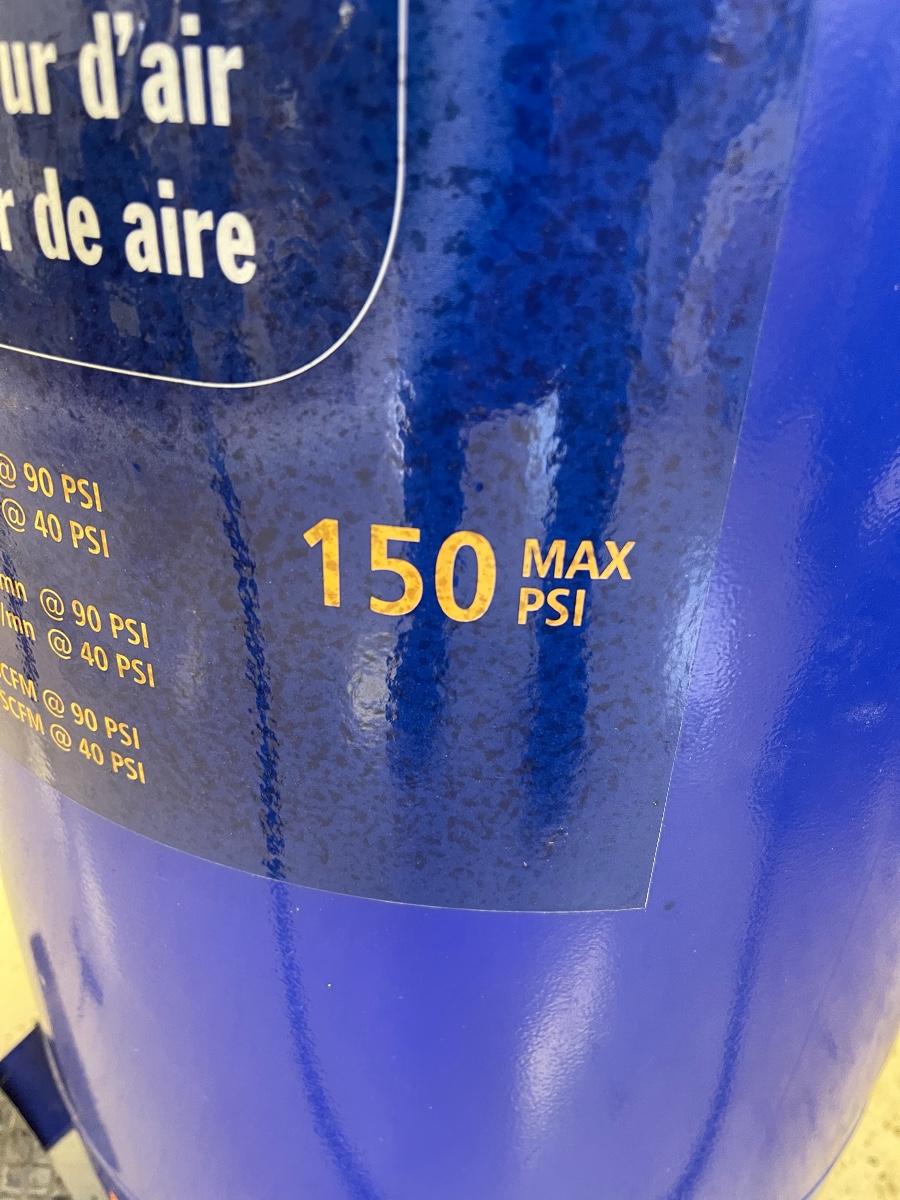 d'air
de aire
@ 90 PSI
@ 40 PSI
@ 90 PSI
@ 40 PSI
SCFM @ 90 PSI
SCFM @ 40 PSI
150 MAX
PSI